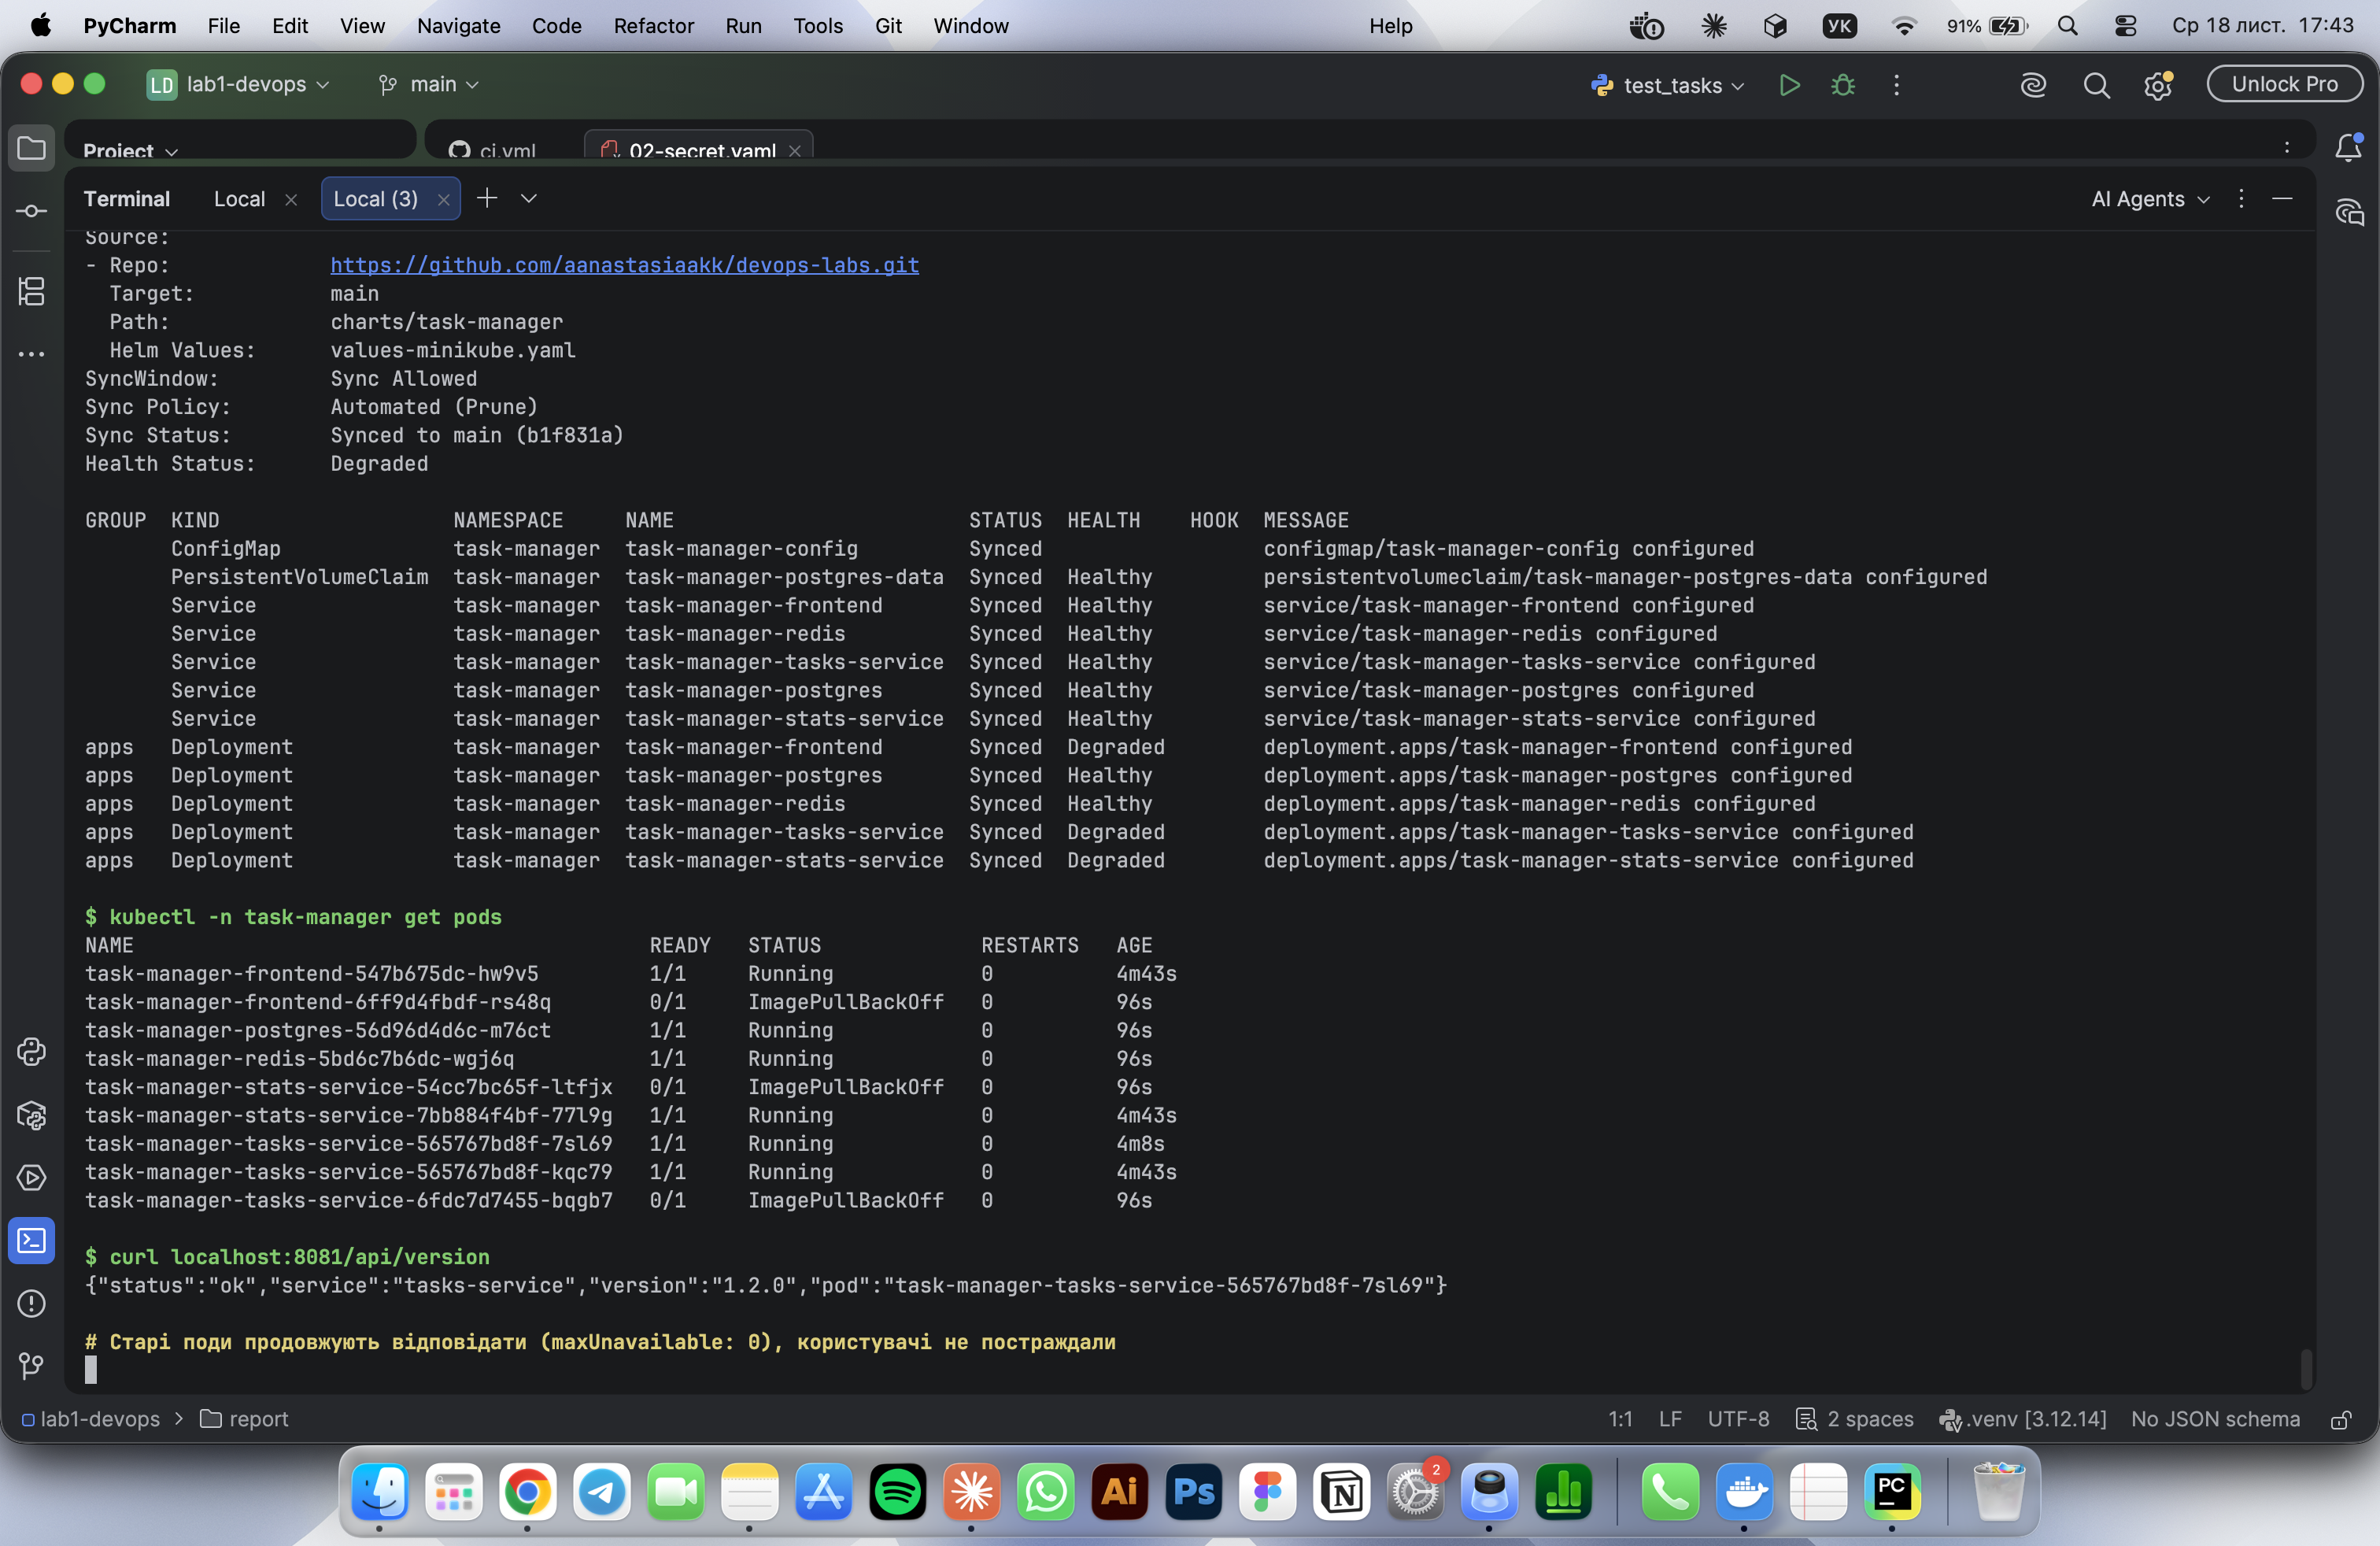 PyCharm File Edit View Navigate Code Refactor Run Tools Git Window Help УК 91% Ср 18 лист. 17:43
LD lab1-devops main test_tasks Unlock Pro
Project ci.yml 02-secret.yaml
Terminal Local Local (3) AI Agents
Source:
- Repo: https://github.com/aanastasiaakk/devops-labs.git
Target: main
Path: charts/task-manager
Helm Values: values-minikube.yaml
SyncWindow: Sync Allowed
Sync Policy: Automated (Prune)
Sync Status: Synced to main (b1f831a)
Health Status: Degraded
GROUP KIND NAMESPACE NAME STATUS HEALTH HOOK MESSAGE
ConfigMap task-manager task-manager-config Synced configmap/task-manager-config configured
PersistentVolumeClaim task-manager task-manager-postgres-data Synced Healthy persistentvolumeclaim/task-manager-postgres-data configured
Service task-manager task-manager-frontend Synced Healthy service/task-manager-frontend configured
Service task-manager task-manager-redis Synced Healthy service/task-manager-redis configured
Service task-manager task-manager-tasks-service Synced Healthy service/task-manager-tasks-service configured
Service task-manager task-manager-postgres Synced Healthy service/task-manager-postgres configured
Service task-manager task-manager-stats-service Synced Healthy service/task-manager-stats-service configured
apps Deployment task-manager task-manager-frontend Synced Degraded deployment.apps/task-manager-frontend configured
apps Deployment task-manager task-manager-postgres Synced Healthy deployment.apps/task-manager-postgres configured
apps Deployment task-manager task-manager-redis Synced Healthy deployment.apps/task-manager-redis configured
apps Deployment task-manager task-manager-tasks-service Synced Degraded deployment.apps/task-manager-tasks-service configured
apps Deployment task-manager task-manager-stats-service Synced Degraded deployment.apps/task-manager-stats-service configured
$ kubectl -n task-manager get pods
NAME READY STATUS RESTARTS AGE
task-manager-frontend-547b675dc-hw9v5 1/1 Running 0 4m43s
task-manager-frontend-6ff9d4fbdf-rs48q 0/1 ImagePullBackOff 0 96s
task-manager-postgres-56d96d4d6c-m76ct 1/1 Running 0 96s
task-manager-redis-5bd6c7b6dc-wgj6q 1/1 Running 0 96s
task-manager-stats-service-54cc7bc65f-ltfjx 0/1 ImagePullBackOff 0 96s
task-manager-stats-service-7bb884f4bf-77l9g 1/1 Running 0 4m43s
task-manager-tasks-service-565767bd8f-7sl69 1/1 Running 0 4m8s
task-manager-tasks-service-565767bd8f-kqc79 1/1 Running 0 4m43s
task-manager-tasks-service-6fdc7d7455-bqgb7 0/1 ImagePullBackOff 0 96s
$ curl localhost:8081/api/version
{"status":"ok","service":"tasks-service","version":"1.2.0","pod":"task-manager-tasks-service-565767bd8f-7sl69"}
# Старі поди продовжують відповідати (maxUnavailable: 0), користувачі не постраждали
lab1-devops report 1:1 LF UTF-8 2 spaces .venv [3.12.14] No JSON schema
Ai Ps 2 PC